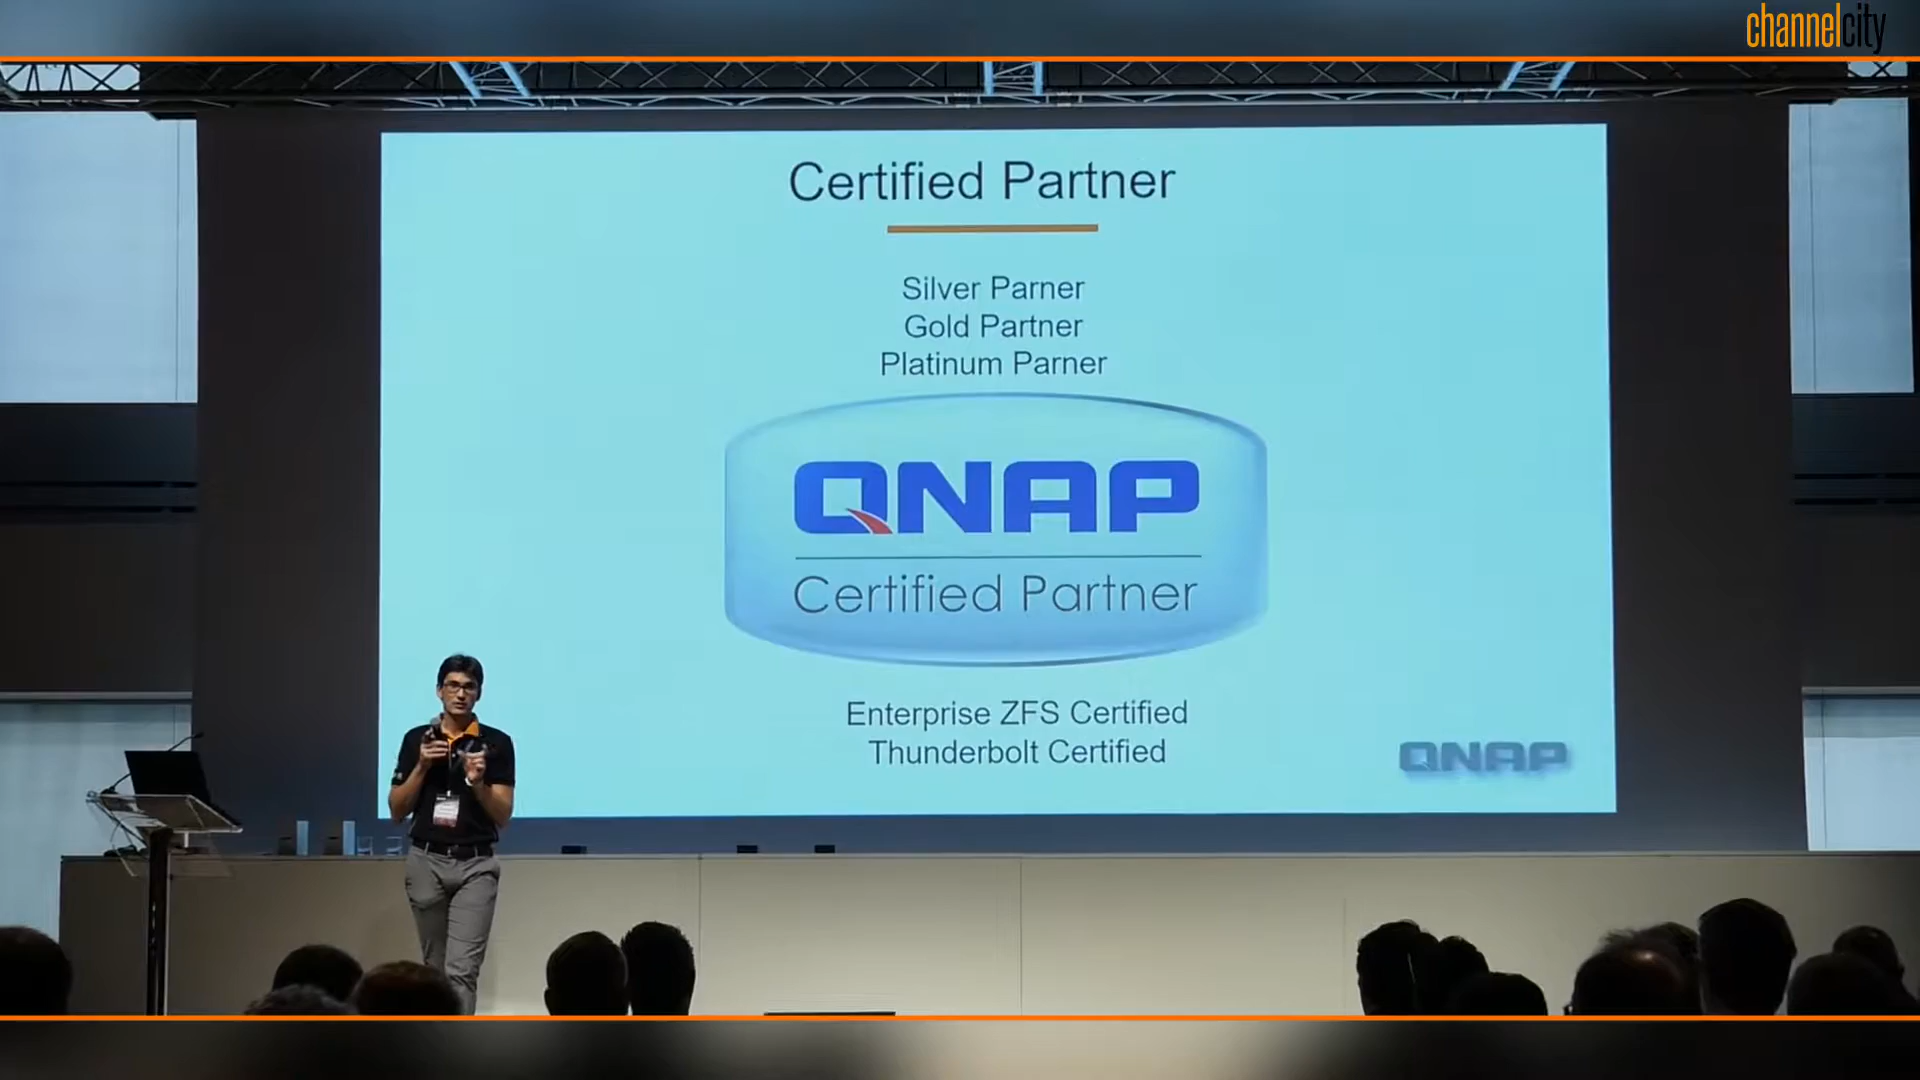 channelcity
Certified Partner
Silver Parner
Gold Partner
Platinum Parner
QNAP
Certified Partner
Enterprise ZFS Certified
Thunderbolt Certified
QNAP